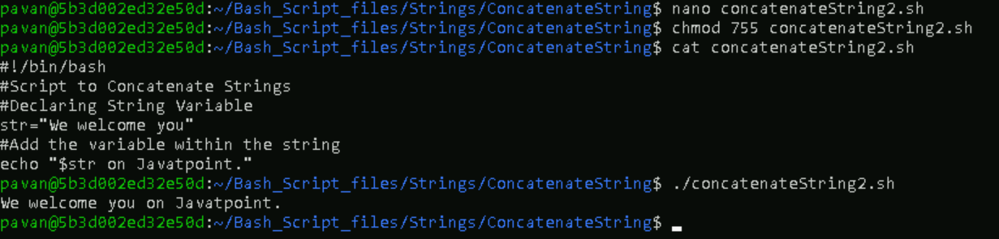 pavan@5b3d002ed32e50d:~/Bash_Script_files/Strings/ConcatenateString$ nano concatenateString2.sh
pavan@5b3d002ed32e50d:~/Bash_Script_files/Strings/ConcatenateString$ chmod 755 concatenateString2.sh
pavan@5b3d002ed32e50d:~/Bash_Script_files/Strings/ConcatenateString$ cat concatenateString2.sh
#!/bin/bash
#Script to Concatenate Strings
#Declaring String Variable
str="We welcome you"
#Add the variable within the string
echo "$str on Javatpoint."
pavan@5b3d002ed32e50d:~/Bash_Script_files/Strings/ConcatenateString$ ./concatenateString2.sh
We welcome you on Javatpoint.
pavan@5b3d002ed32e50d:~/Bash_Script_files/Strings/ConcatenateString$